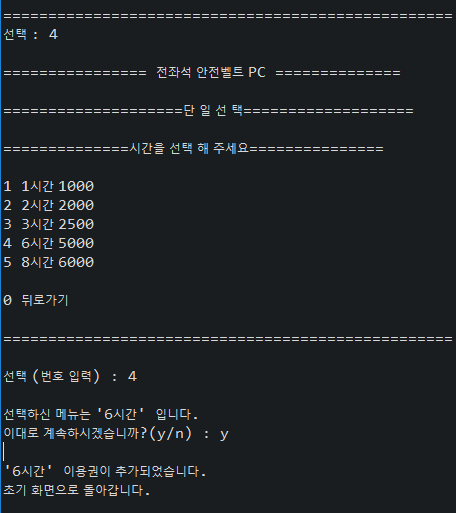 ==================================================
선택 : 4
================ 전좌석 안전벨트 PC ==============
====================단 일 선 택===================
==============시간을 선택 해 주세요===============
1 1시간 1000
2 2시간 2000
3 3시간 2500
4 6시간 5000
5 8시간 6000
0 뒤로가기
==================================================
선택 (번호 입력) : 4
선택하신 메뉴는 '6시간' 입니다.
이대로 계속하시겠습니까?(y/n) : y
'6시간' 이용권이 추가되었습니다.
초기 화면으로 돌아갑니다.